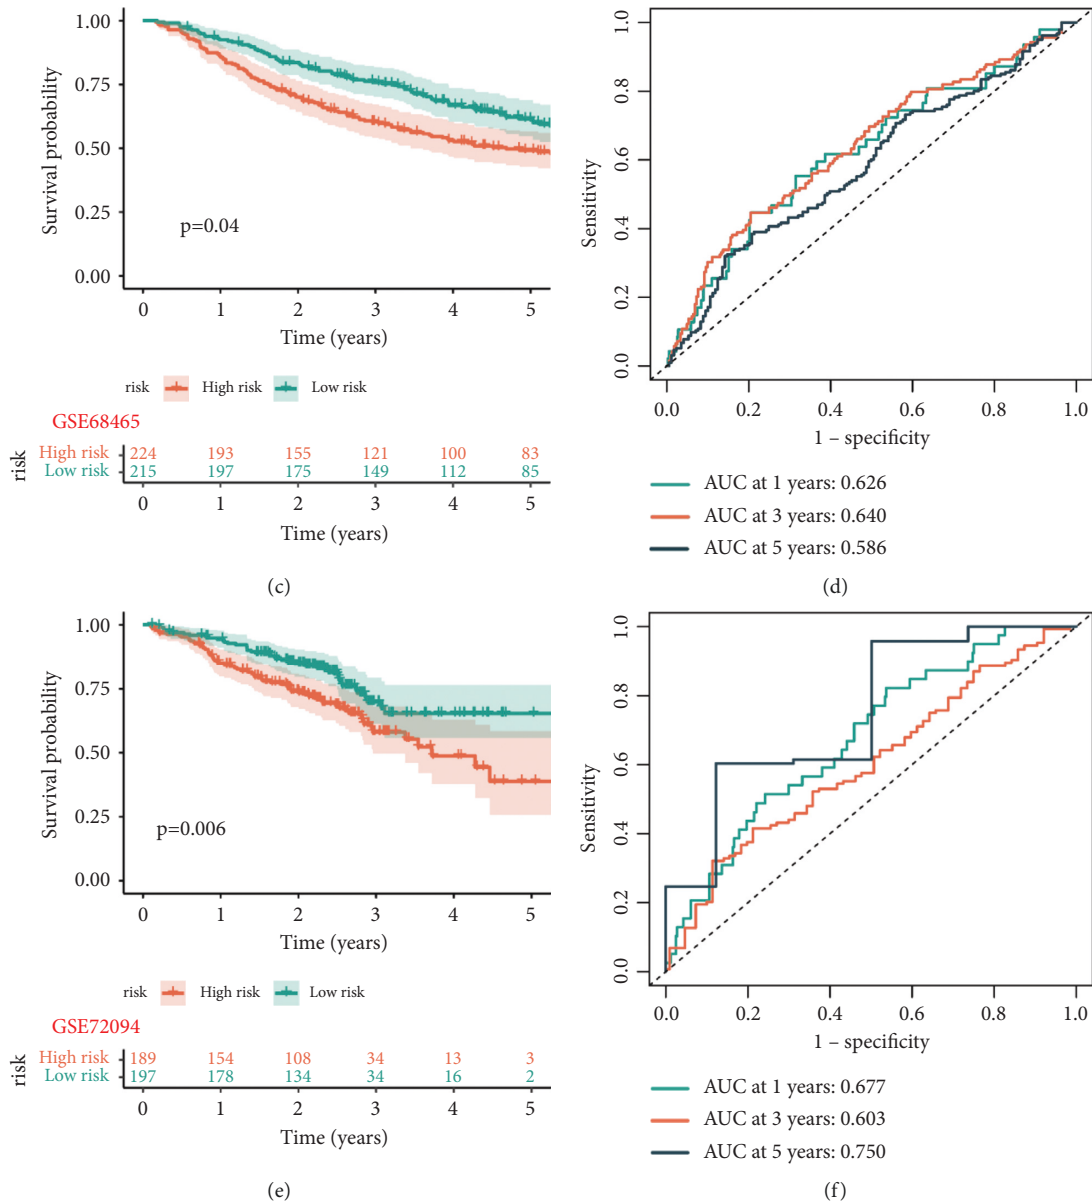 1.00
0.75
0.50
0.25
0.00
Survival probability
p=0.04
0 1 2 3 4 5
Time (years)
risk High risk Low risk
GSE68465
risk
High risk 224 193 155 121 100 83
Low risk 215 197 175 149 112 85
0 1 2 3 4 5
Time (years)
(c)
1.0
0.8
0.6
0.4
0.2
0.0
Sensitivity
0.0 0.2 0.4 0.6 0.8 1.0
1 – specificity
AUC at 1 years: 0.626
AUC at 3 years: 0.640
AUC at 5 years: 0.586
(d)
1.00
0.75
0.50
0.25
0.00
Survival probability
p=0.006
0 1 2 3 4 5
Time (years)
risk High risk Low risk
GSE72094
risk
High risk 189 154 108 34 13 3
Low risk 197 178 134 34 16 2
0 1 2 3 4 5
Time (years)
(e)
1.0
0.8
0.6
0.4
0.2
0.0
Sensitivity
0.0 0.2 0.4 0.6 0.8 1.0
1 – specificity
AUC at 1 years: 0.677
AUC at 3 years: 0.603
AUC at 5 years: 0.750
(f)